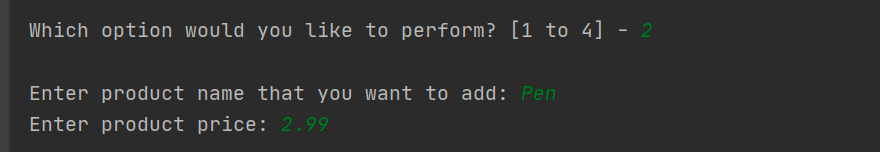 Which option would you like to perform? [1 to 4] - 2
Enter product name that you want to add: Pen
Enter product price: 2.99